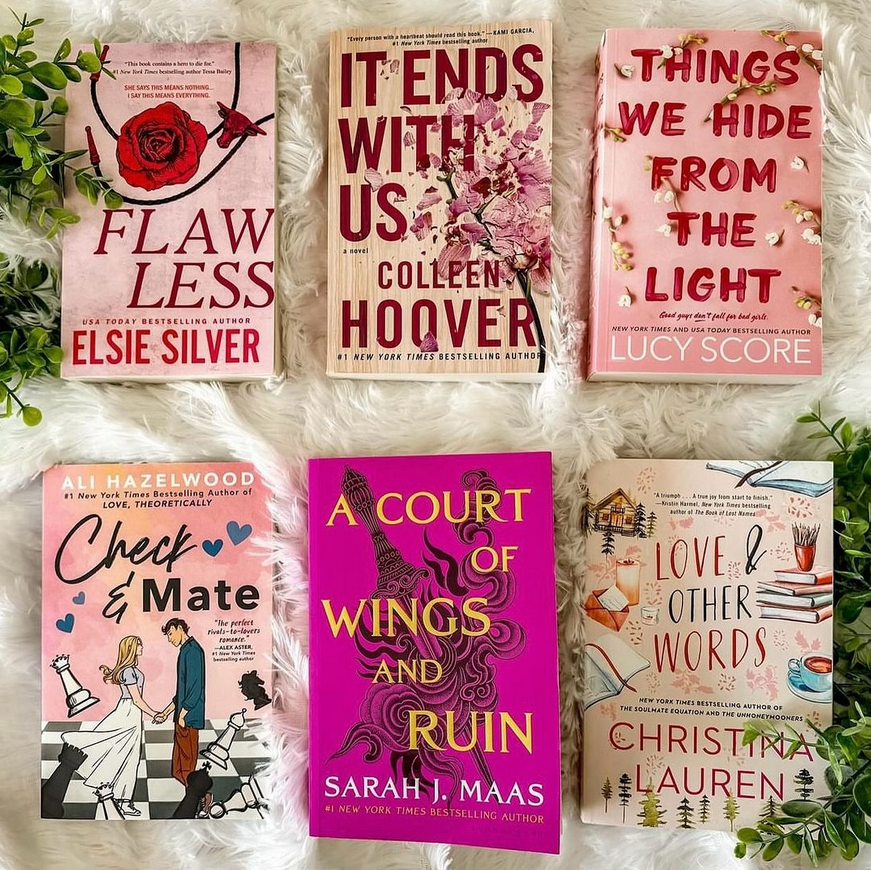 "This book contains a hero to die for."
#1 New York Times bestselling author Tessa Bailey
SHE SAYS THIS MEANS NOTHING...
I SAY THIS MEANS EVERYTHING.
FLAW
LESS
USA TODAY BESTSELLING AUTHOR
ELSIE SILVER
"Every person with a heartbeat should read this book." —KAMI GARCIA,
#1 New York Times bestselling author
IT ENDS
WITH
US
a novel
COLLEEN
HOOVER
#1 NEW YORK TIMES BESTSELLING AUTHOR
THINGS
WE HIDE
FROM
THE
LIGHT
Good guys don't fall for bad girls.
NEW YORK TIMES AND USA TODAY BESTSELLING AUTHOR
LUCY SCORE
ALI HAZELWOOD
#1 New York Times Bestselling Author of
LOVE, THEORETICALLY
Check
& Mate
"The perfect
rivals-to-lovers
romance."
—ALEX ASTER,
#1 New York Times
bestselling author
A COURT
OF
WINGS
AND
RUIN
SARAH J. MAAS
#1 NEW YORK TIMES BESTSELLING AUTHOR
"A triumph . . . A true joy from start to finish."
—Kristin Harmel, New York Times bestselling
author of The Book of Lost Names
LOVE &
OTHER
WORDS
NEW YORK TIMES BESTSELLING AUTHOR OF
THE SOULMATE EQUATION AND THE UNHONEYMOONERS
CHRISTINA
LAUREN